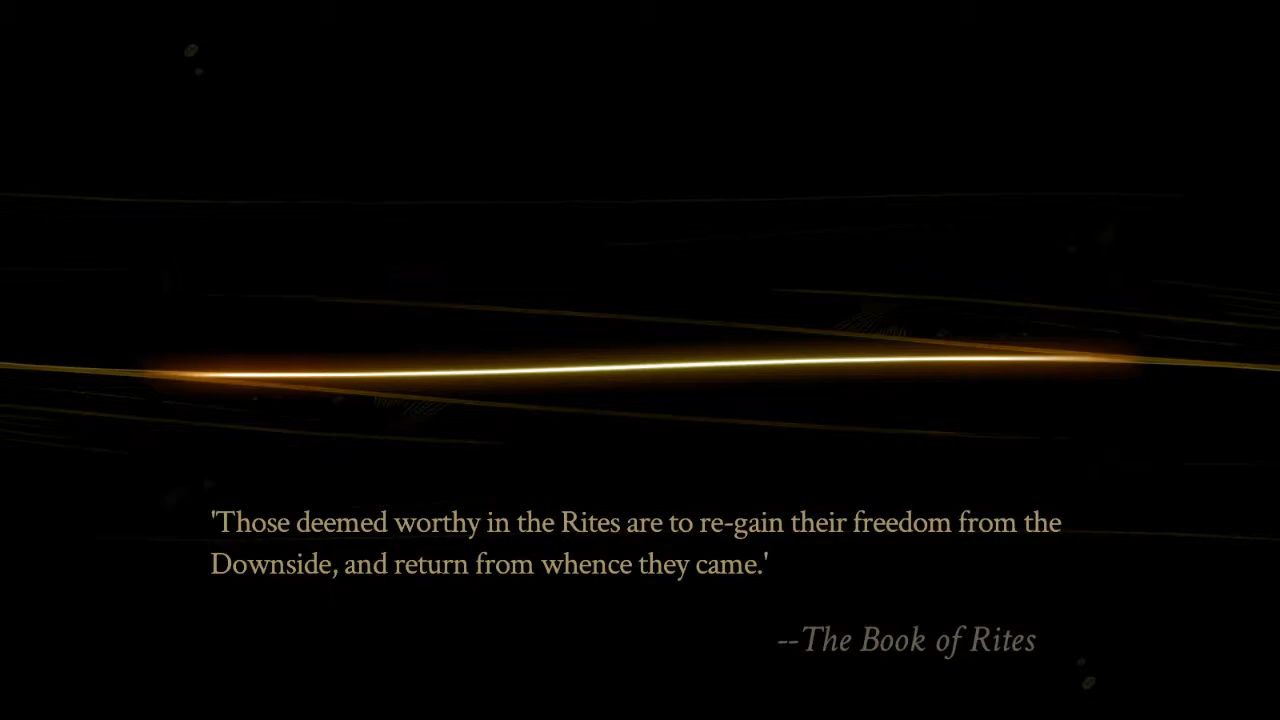 'Those deemed worthy in the Rites are to re-gain their freedom from the
Downside, and return from whence they came.'
--The Book of Rites